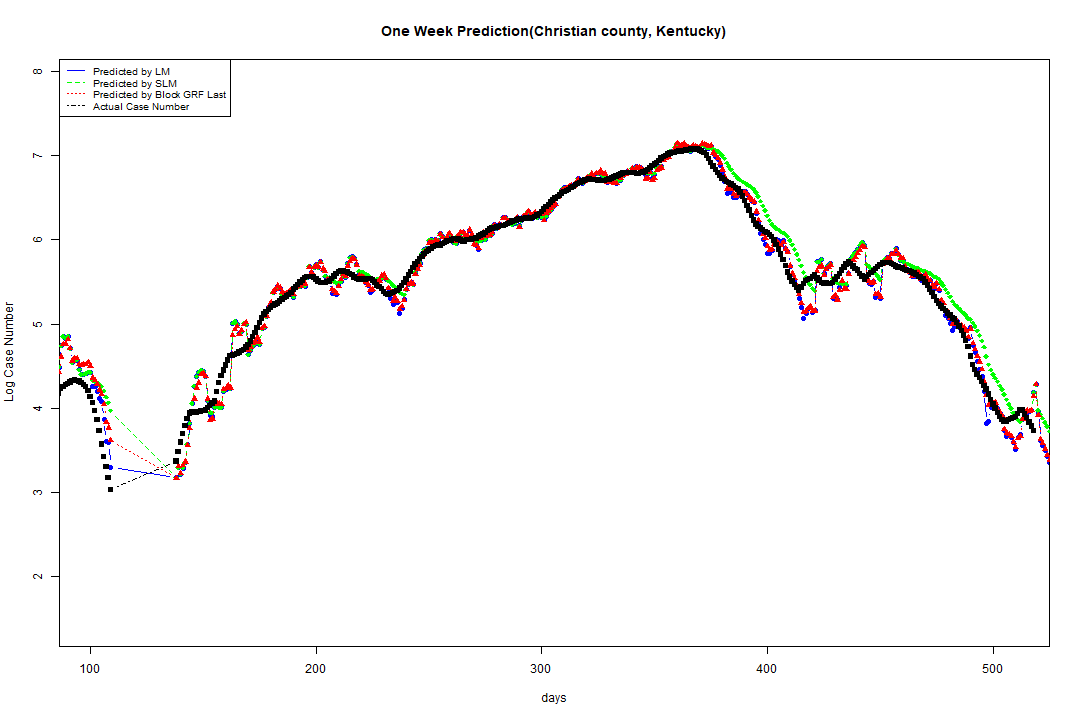 One Week Prediction(Christian county, Kentucky)
Predicted by LM
Predicted by SLM
Predicted by Block GRF Last
Actual Case Number
8
7
6
5
4
3
2
Log Case Number
100 200 300 400 500
days